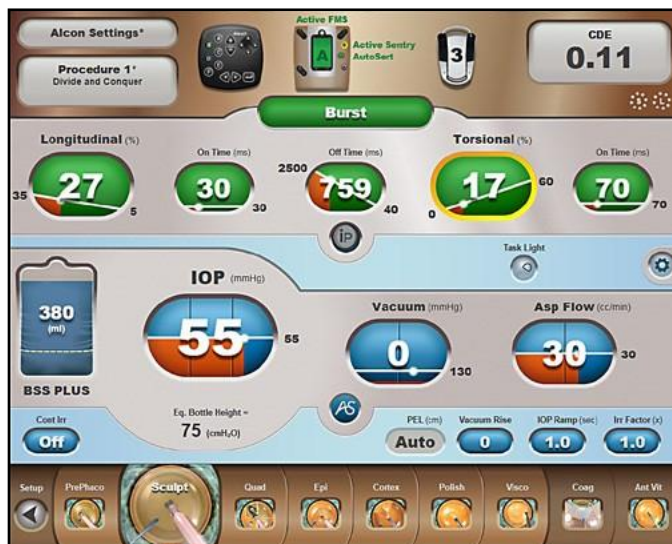 Alcon Settings*
Procedure 1*
Divide and Conquer
Active FMS
A
Active Sentry
AutoSert
3
CDE
0.11
Burst
Longitudinal (%)
35 27 5
On Time (ms)
30 30
Off Time (ms)
2500 759 40
Torsional (%)
0 17 60
On Time (ms)
70 70
iP
Task Light
380
(ml)
BSS PLUS
IOP (mmHg)
55 55
Eq. Bottle Height =
75 (cmH₂O)
Vacuum (mmHg)
0 130
Asp Flow (cc/min)
30 30
AS
Cont Irr
Off
PEL (cm)
Auto
Vacuum Rise
0
IOP Ramp (sec)
1.0
Irr Factor (x)
1.0
Setup
PrePhaco
Sculpt
Quad
Epi
Cortex
Polish
Visco
Coag
Ant Vit